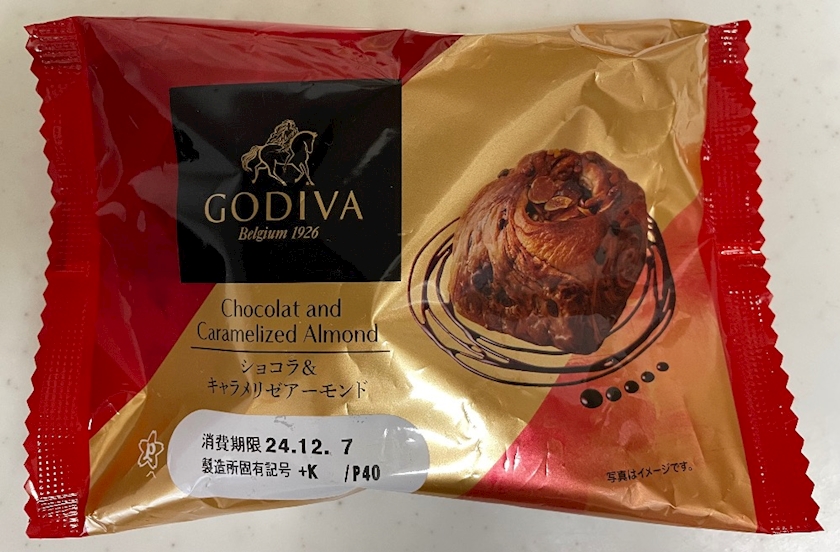 GODIVA
Belgium 1926
Chocolat and
Caramelized Almond
ショコラ&
キャラメリゼアーモンド
消費期限 24.12. 7
製造所固有記号 +K /P40
写真はイメージです。